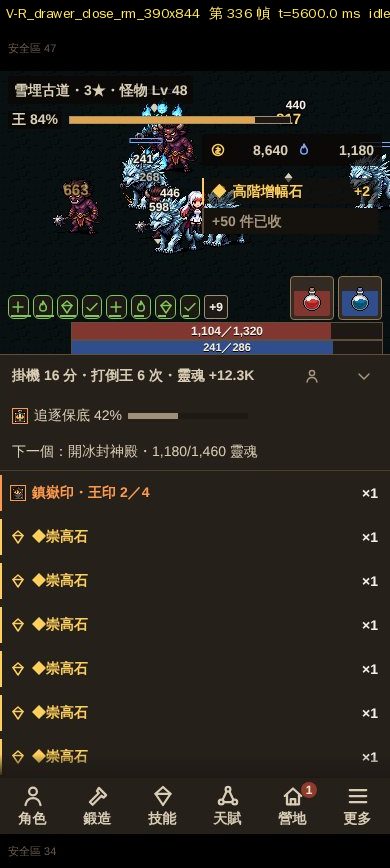 V-R_drawer_close_rm_390x844 第 336 幀 t=5600.0 ms idle
安全區 47
雪埋古道・3★・怪物 Lv 48
440
王 84%
8,640 1,180
241
268
663
446
598
◆ 高階增幅石 +2
+50 件已收
+9
1,104／1,320
241／286
掛機 16 分・打倒王 6 次・靈魂 +12.3K
追逐保底 42%
下一個：開冰封神殿・1,180/1,460 靈魂
鎮嶽印・王印 2／4 ×1
◆崇高石 ×1
◆崇高石 ×1
◆崇高石 ×1
◆崇高石 ×1
◆崇高石 ×1
◆崇高石 ×1
1
角色 鍛造 技能 天賦 營地 更多
安全區 34